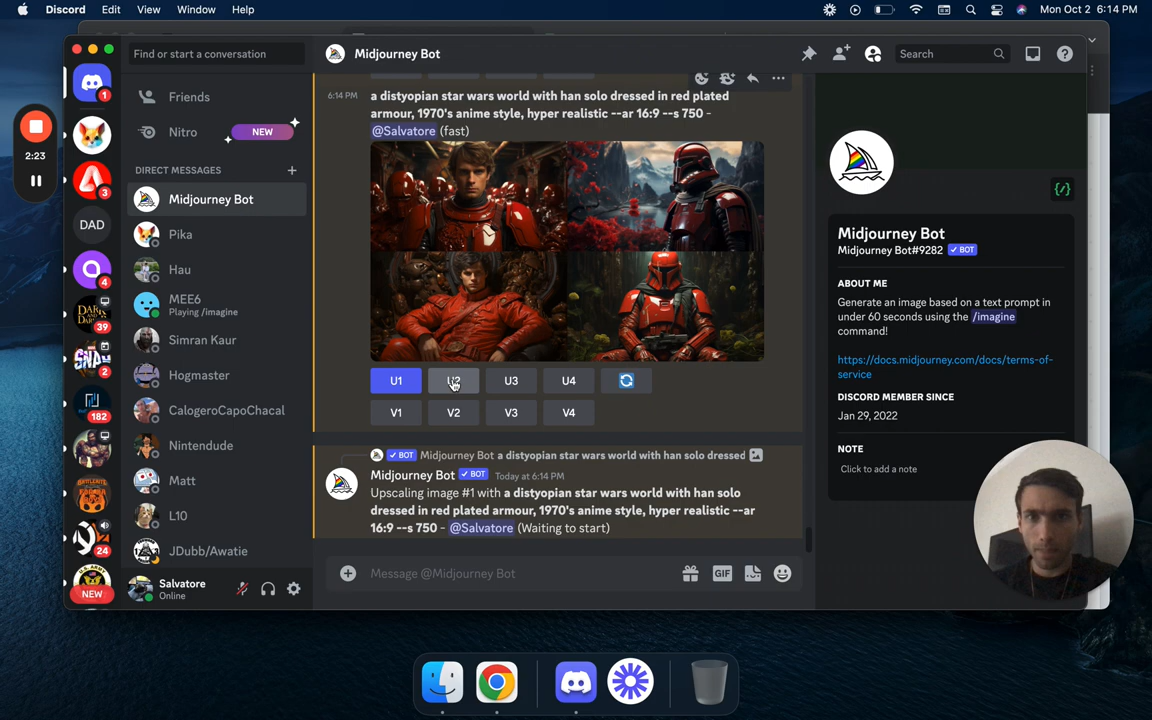 Discord Edit View Window Help
Mon Oct 2 6:14 PM
2:23
Find or start a conversation
1
Friends
Nitro
NEW
DIRECT MESSAGES
Midjourney Bot
Pika
Hau
MEE6
Playing /imagine
Simran Kaur
Hogmaster
CalogeroCapoChacal
Nintendude
Matt
L10
JDubb/Awatie
3
DAD
4
39
SNAP
2
182
24
NEW
Salvatore
Online
Midjourney Bot
Search
6:14 PM
a distyopian star wars world with han solo dressed in red plated
armour, 1970's anime style, hyper realistic --ar 16:9 --s 750 -
@Salvatore (fast)
U1 U2 U3 U4
V1 V2 V3 V4
BOT Midjourney Bot a distyopian star wars world with han solo dressed
Midjourney Bot BOT Today at 6:14 PM
Upscaling image #1 with a distyopian star wars world with han solo
dressed in red plated armour, 1970's anime style, hyper realistic --ar
16:9 --s 750 - @Salvatore (Waiting to start)
Message @Midjourney Bot
GIF
{/}
Midjourney Bot
Midjourney Bot#9282 BOT
ABOUT ME
Generate an image based on a text prompt in
under 60 seconds using the /imagine
command!
https://docs.midjourney.com/docs/terms-of-
service
DISCORD MEMBER SINCE
Jan 29, 2022
NOTE
Click to add a note